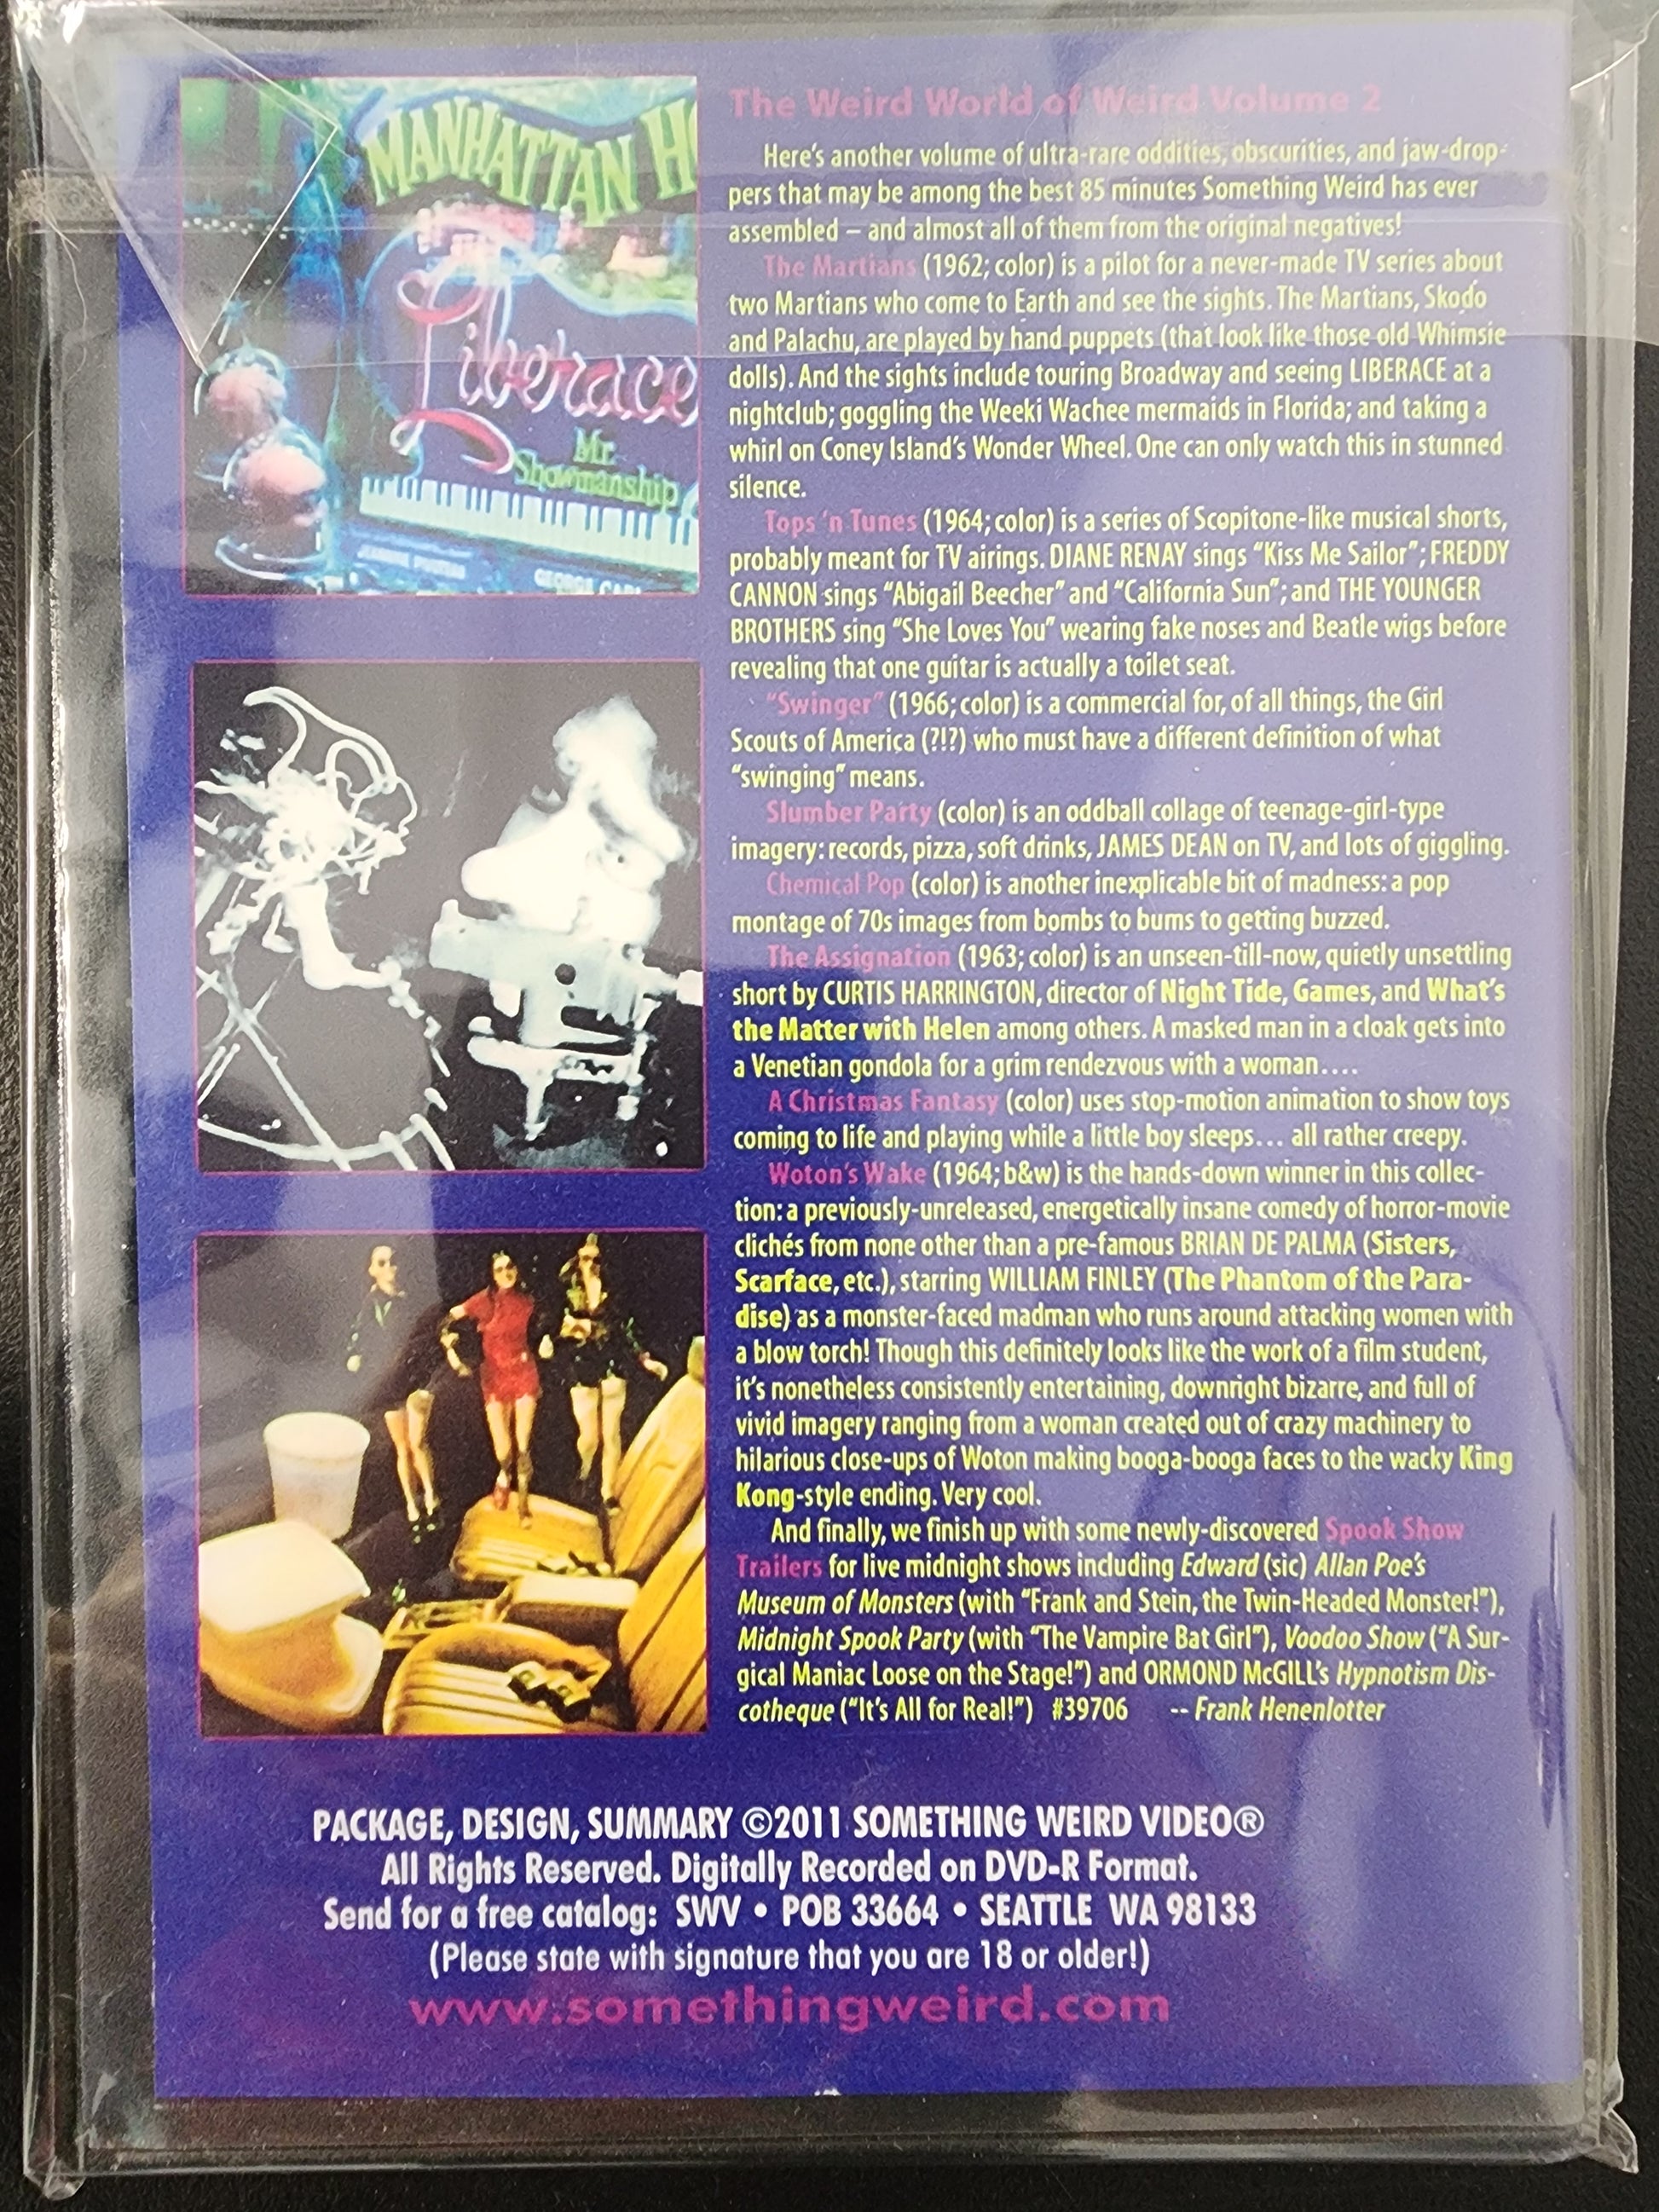 MANHATTAN H
Liberace
Mr.
Showmanship
The Weird World of Weird Volume 2
Here's another volume of ultra-rare oddities, obscurities, and jaw-drop-
pers that may be among the best 85 minutes Something Weird has ever
assembled – and almost all of them from the original negatives!
The Martians (1962; color) is a pilot for a never-made TV series about
two Martians who come to Earth and see the sights. The Martians, Skodo
and Palachu, are played by hand puppets (that look like those old Whimsie
dolls). And the sights include touring Broadway and seeing LIBERACE at a
nightclub; goggling the Weeki Wachee mermaids in Florida; and taking a
whirl on Coney Island's Wonder Wheel. One can only watch this in stunned
silence.
Tops 'n Tunes (1964; color) is a series of Scopitone-like musical shorts,
probably meant for TV airings. DIANE RENAY sings "Kiss Me Sailor"; FREDDY
CANNON sings "Abigail Beecher" and "California Sun"; and THE YOUNGER
BROTHERS sing "She Loves You" wearing fake noses and Beatle wigs before
revealing that one guitar is actually a toilet seat.
"Swinger" (1966; color) is a commercial for, of all things, the Girl
Scouts of America (?!?) who must have a different definition of what
"swinging" means.
Slumber Party (color) is an oddball collage of teenage-girl-type
imagery: records, pizza, soft drinks, JAMES DEAN on TV, and lots of giggling.
Chemical Pop (color) is another inexplicable bit of madness: a pop
montage of 70s images from bombs to bums to getting buzzed.
The Assignation (1963; color) is an unseen-till-now, quietly unsettling
short by CURTIS HARRINGTON, director of Night Tide, Games, and What's
the Matter with Helen among others. A masked man in a cloak gets into
a Venetian gondola for a grim rendezvous with a woman....
A Christmas Fantasy (color) uses stop-motion animation to show toys
coming to life and playing while a little boy sleeps... all rather creepy.
Woton's Wake (1964; b&w) is the hands-down winner in this collec-
tion: a previously-unreleased, energetically insane comedy of horror-movie
clichés from none other than a pre-famous BRIAN DE PALMA (Sisters,
Scarface, etc.), starring WILLIAM FINLEY (The Phantom of the Para-
dise) as a monster-faced madman who runs around attacking women with
a blow torch! Though this definitely looks like the work of a film student,
it's nonetheless consistently entertaining, downright bizarre, and full of
vivid imagery ranging from a woman created out of crazy machinery to
hilarious close-ups of Woton making booga-booga faces to the wacky King
Kong-style ending. Very cool.
And finally, we finish up with some newly-discovered Spook Show
Trailers for live midnight shows including Edward (sic) Allan Poe's
Museum of Monsters (with "Frank and Stein, the Twin-Headed Monster!"),
Midnight Spook Party (with "The Vampire Bat Girl"), Voodoo Show ("A Sur-
gical Maniac Loose on the Stage!") and ORMOND McGILL's Hypnotism Dis-
cotheque ("It's All for Real!") #39706 -- Frank Henenlotter
PACKAGE, DESIGN, SUMMARY ©2011 SOMETHING WEIRD VIDEO®
All Rights Reserved. Digitally Recorded on DVD-R Format.
Send for a free catalog: SWV • POB 33664 • SEATTLE WA 98133
(Please state with signature that you are 18 or older!)
www.somethingweird.com